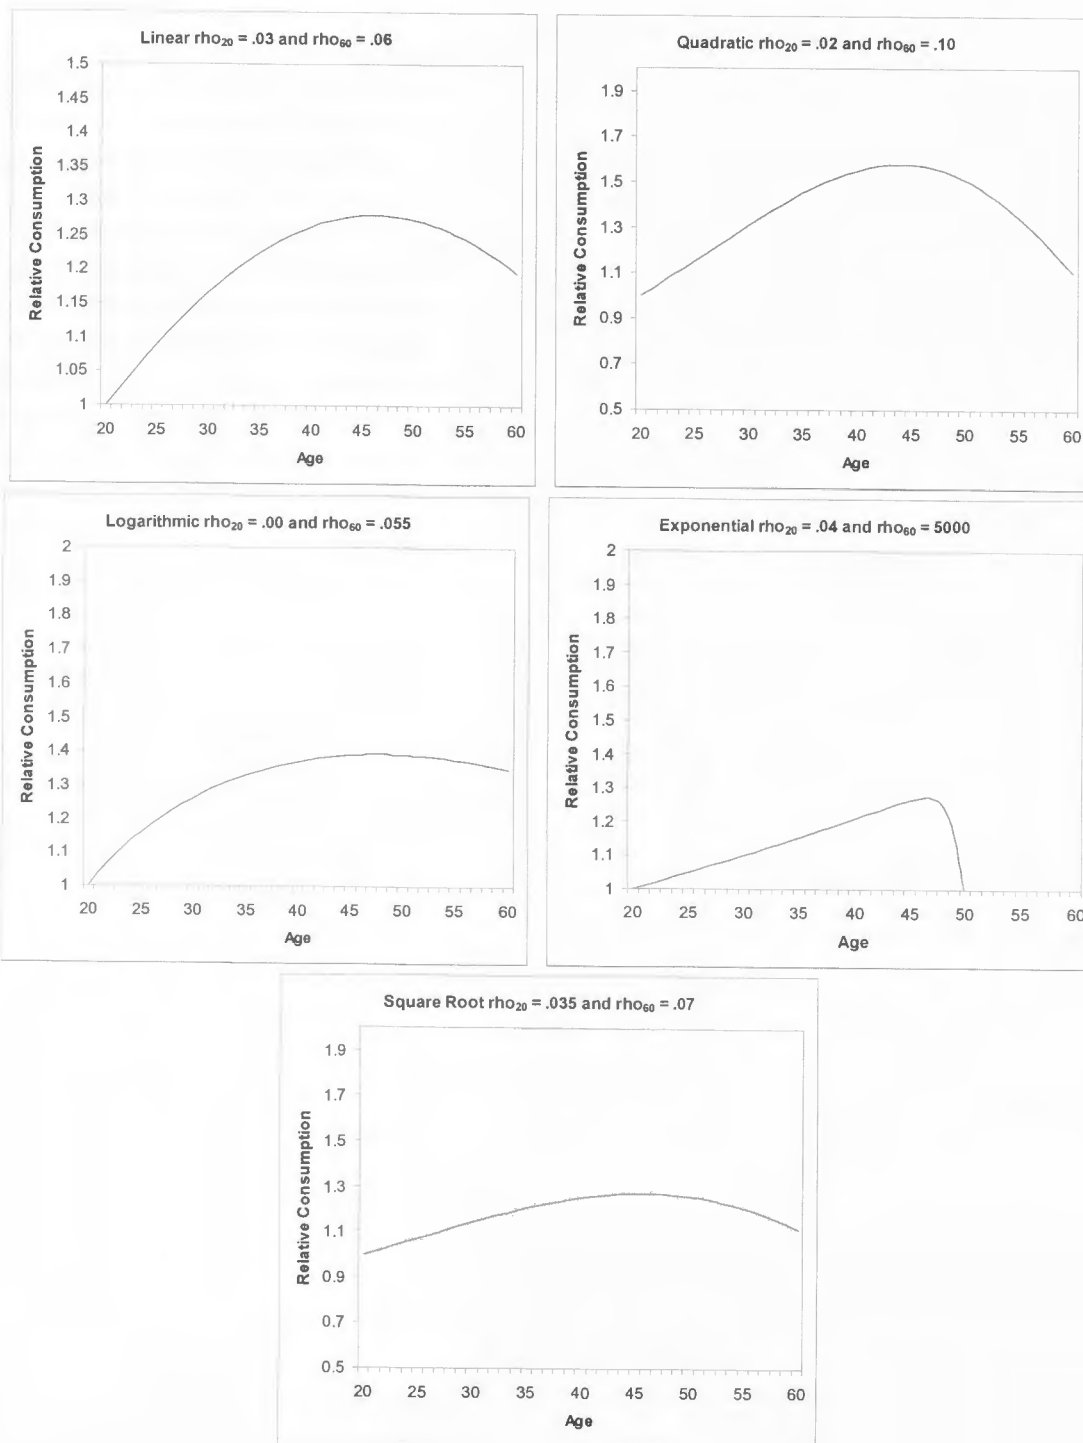 Linear rho₂₀ = .03 and rho₆₀ = .06
1.5
1.45
1.4
1.35
1.3
1.25
1.2
1.15
1.1
1.05
1
Relative Consumption
20 25 30 35 40 45 50 55 60
Age
Quadratic rho₂₀ = .02 and rho₆₀ = .10
1.9
1.7
1.5
1.3
1.1
0.9
0.7
0.5
Relative Consumption
20 25 30 35 40 45 50 55 60
Age
Logarithmic rho₂₀ = .00 and rho₆₀ = .055
2
1.9
1.8
1.7
1.6
1.5
1.4
1.3
1.2
1.1
1
Relative Consumption
20 25 30 35 40 45 50 55 60
Age
Exponential rho₂₀ = .04 and rho₆₀ = 5000
2
1.9
1.8
1.7
1.6
1.5
1.4
1.3
1.2
1.1
1
Relative Consumption
20 25 30 35 40 45 50 55 60
Age
Square Root rho₂₀ = .035 and rho₆₀ = .07
1.9
1.7
1.5
1.3
1.1
0.9
0.7
0.5
Relative Consumption
20 25 30 35 40 45 50 55 60
Age